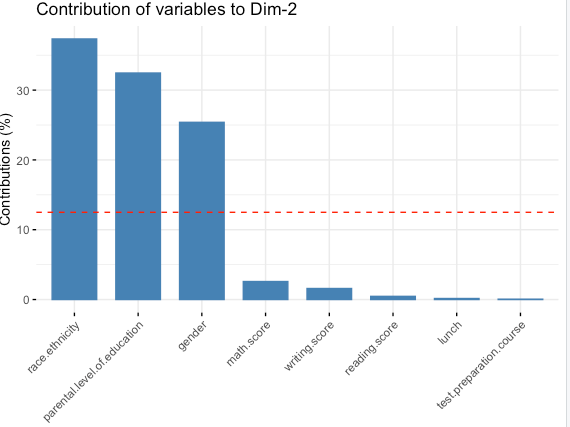 Contribution of variables to Dim-2
Contributions (%)
30
20
10
0
race.ethnicity
parental.level.of.education
gender
math.score
writing.score
reading.score
lunch
test.preparation.course